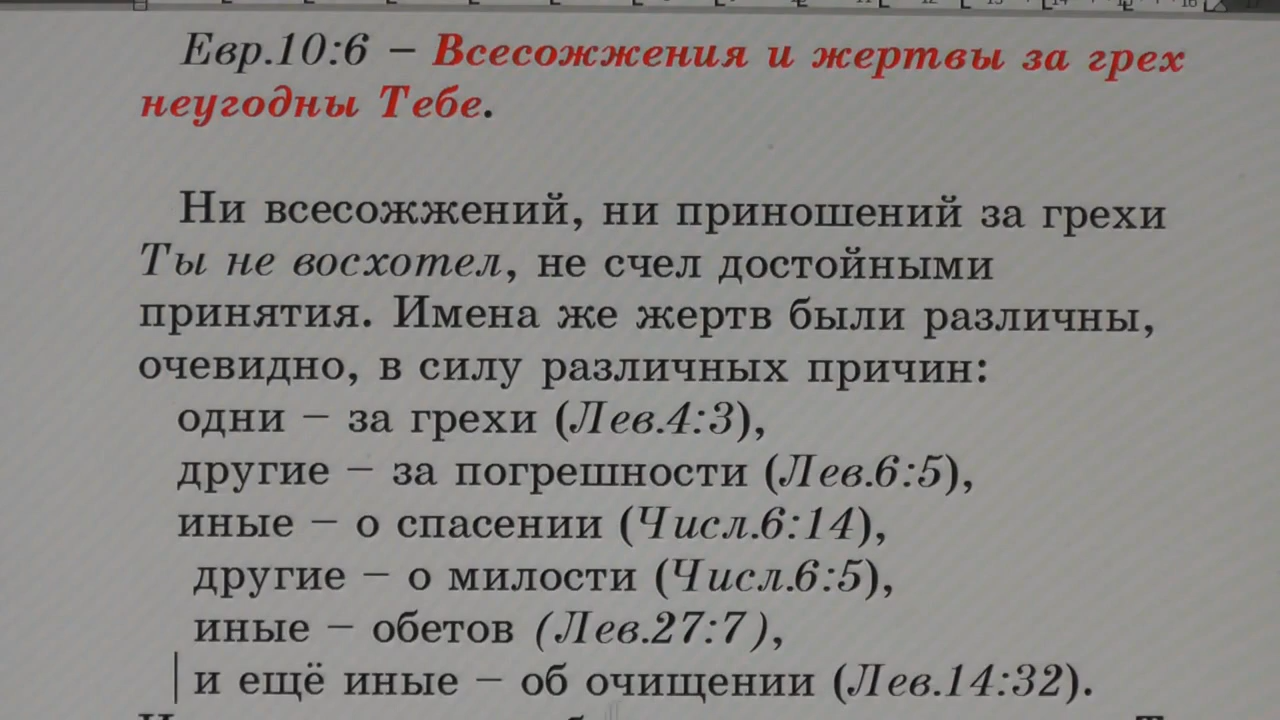 Евр.10:6 – Всесожжения и жертвы за грех
неугодны Тебе.
Ни всесожжений, ни приношений за грехи
Ты не восхотел, не счел достойными
принятия. Имена же жертв были различны,
очевидно, в силу различных причин:
одни – за грехи (Лев.4:3),
другие – за погрешности (Лев.6:5),
иные – о спасении (Числ.6:14),
другие – о милости (Числ.6:5),
иные – обетов (Лев.27:7),
и ещё иные – об очищении (Лев.14:32).